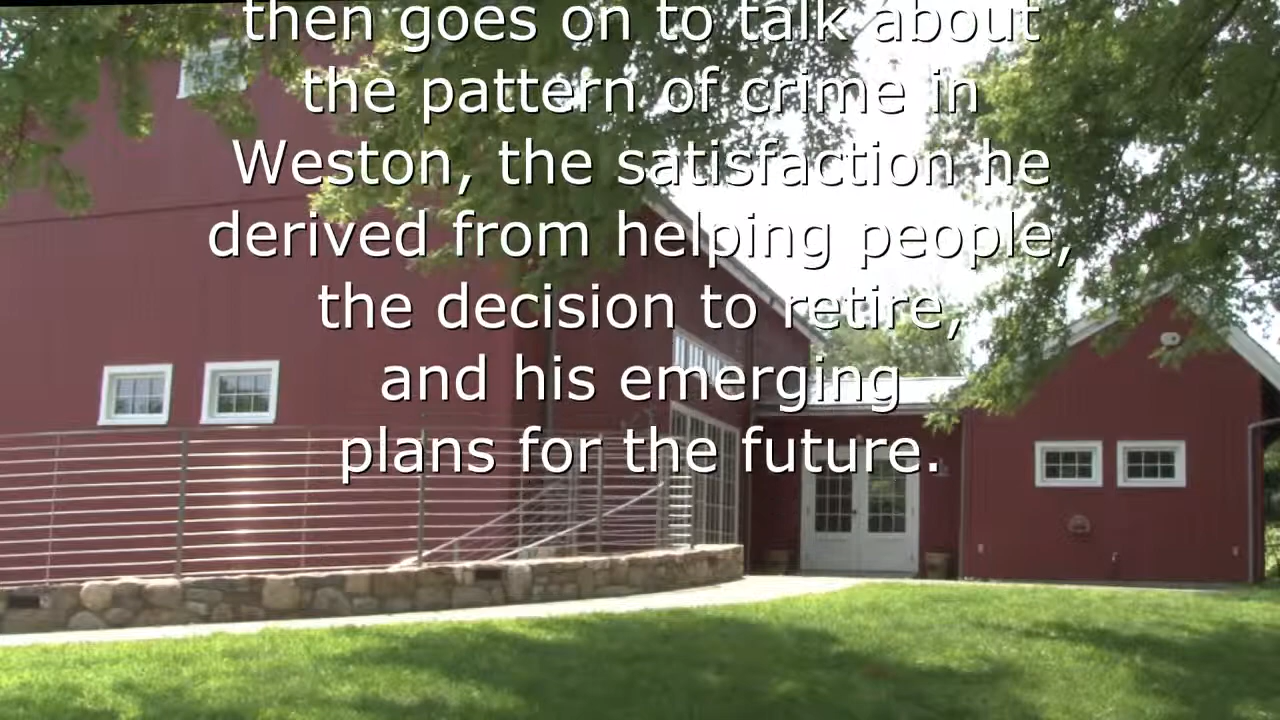 then goes on to talk about
the pattern of crime in
Weston, the satisfaction he
derived from helping people,
the decision to retire,
and his emerging
plans for the future.